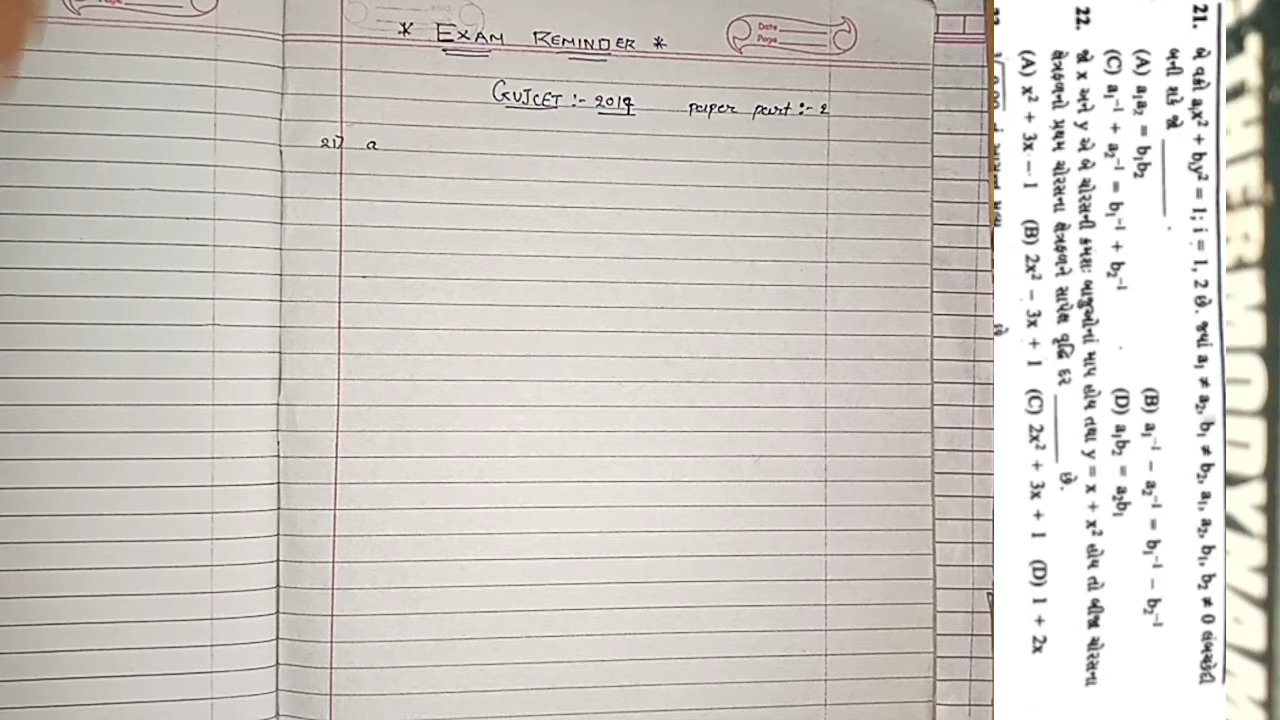 * EXAM REMINDER *
Date
Page
GUJCET :- 2019 paper part :- 2
21) a
21. બે વક્રો aᵢx² + bᵢy² = 1; i = 1, 2 છે. જ્યાં a₁ ≠ a₂, b₁ ≠ b₂, a₁, a₂, b₁, b₂ ≠ 0 લંબચ્છેદી
બની શકે જો ______ .
(A) a₁a₂ = b₁b₂ (B) a₁⁻¹ − a₂⁻¹ = b₁⁻¹ − b₂⁻¹
(C) a₁⁻¹ + a₂⁻¹ = b₁⁻¹ + b₂⁻¹ (D) a₁b₂ = a₂b₁
22. જો x અને y એ બે ચોરસની ક્રમશઃ બાજુઓનાં માપ હોય તથા y = x + x² હોય તો બીજા ચોરસના
ક્ષેત્રફળનો પ્રથમ ચોરસના ક્ષેત્રફળને સાપેક્ષ વૃદ્ધિ દર ______ છે.
(A) x² + 3x − 1 (B) 2x² − 3x + 1 (C) 2x² + 3x + 1 (D) 1 + 2x
THERMODYNAM